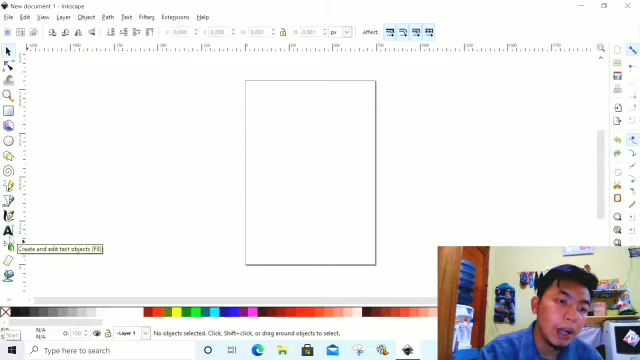 New document 1 - Inkscape
File Edit View Layer Object Path Text Filters Extensions Help
X 0,000 Y 0,000 W 0,001 H 0,001 px Affect:
Create and edit text objects (F8)
N/A
N/A
O: 100 Layer 1 No objects selected. Click, Shift+click, or drag around objects to select.
Start
Type here to search